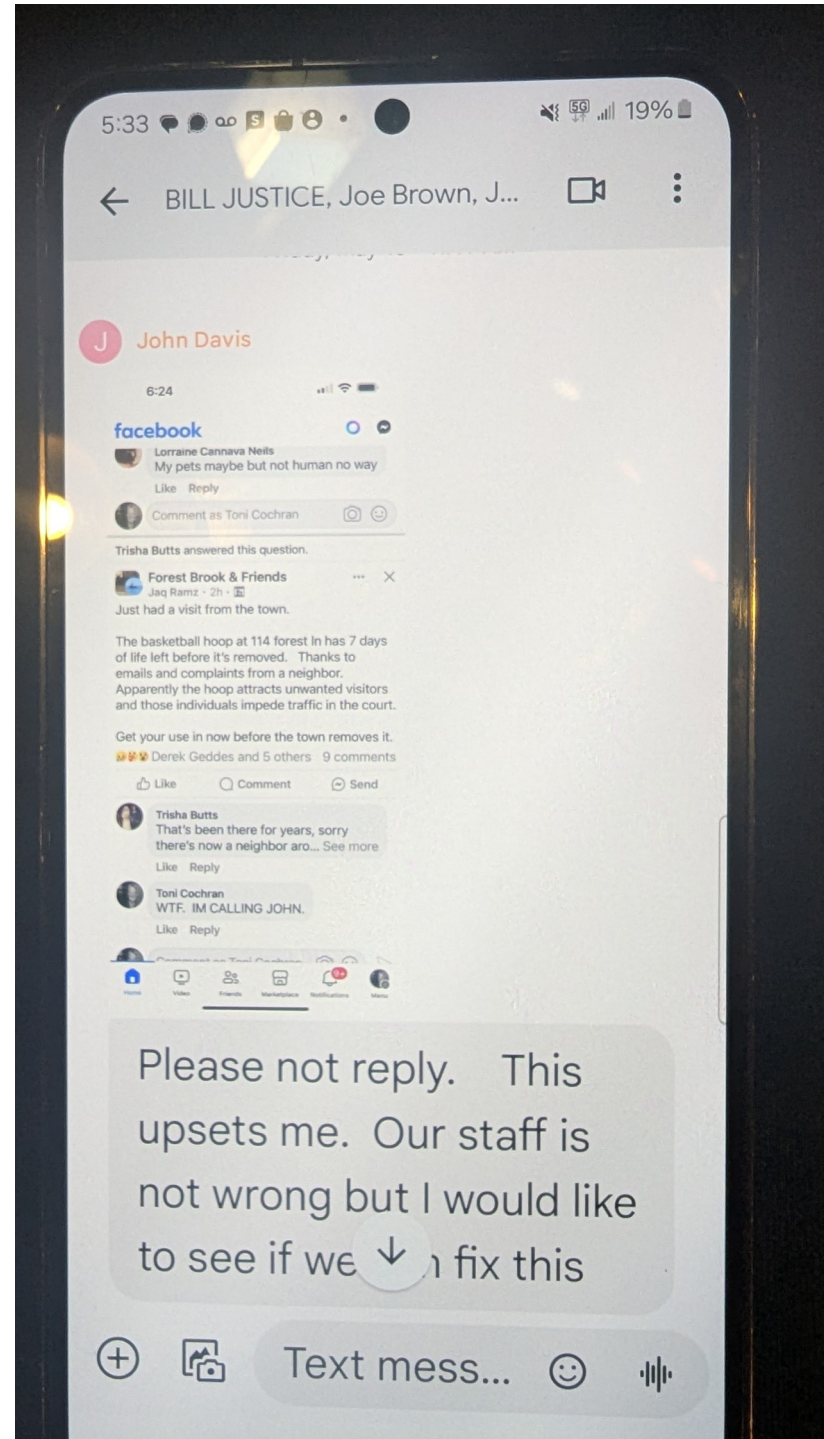 5:33 S 5G 19%
BILL JUSTICE, Joe Brown, J...
J John Davis
6:24
facebook
Lorraine Cannava Neils
My pets maybe but not human no way
Like Reply
Comment as Toni Cochran
Trisha Butts answered this question.
Forest Brook & Friends
Jaq Ramz · 2h ·
Just had a visit from the town.
The basketball hoop at 114 forest ln has 7 days
of life left before it's removed. Thanks to
emails and complaints from a neighbor.
Apparently the hoop attracts unwanted visitors
and those individuals impede traffic in the court.
Get your use in now before the town removes it.
Derek Geddes and 5 others 9 comments
Like Comment Send
Trisha Butts
That's been there for years, sorry
there's now a neighbor aro... See more
Like Reply
Toni Cochran
WTF. IM CALLING JOHN.
Like Reply
Comment as Toni Cochran
9+
Home Video Friends Marketplace Notifications Menu
Please not reply. This
upsets me. Our staff is
not wrong but I would like
to see if we fix this
Text mess...